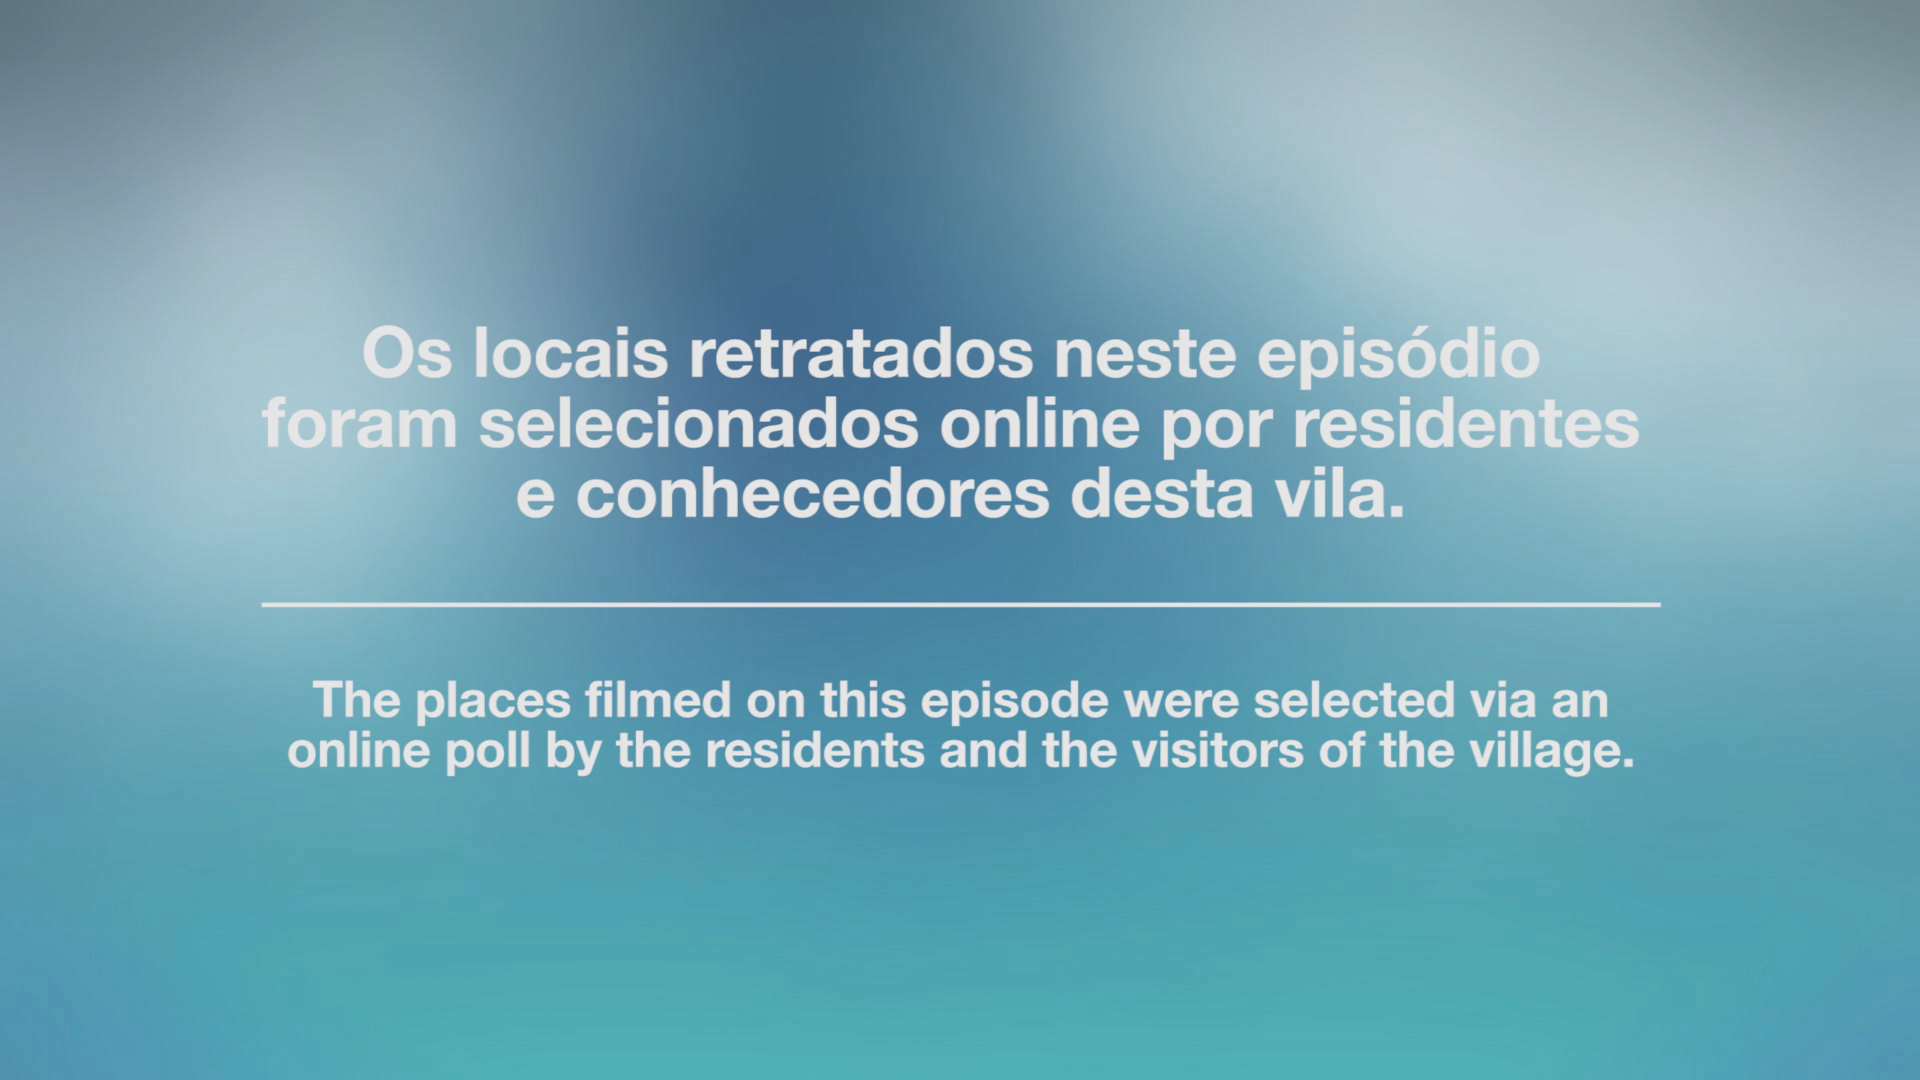 Os locais retratados neste episódio
foram selecionados online por residentes
e conhecedores desta vila.
The places filmed on this episode were selected via an
online poll by the residents and the visitors of the village.